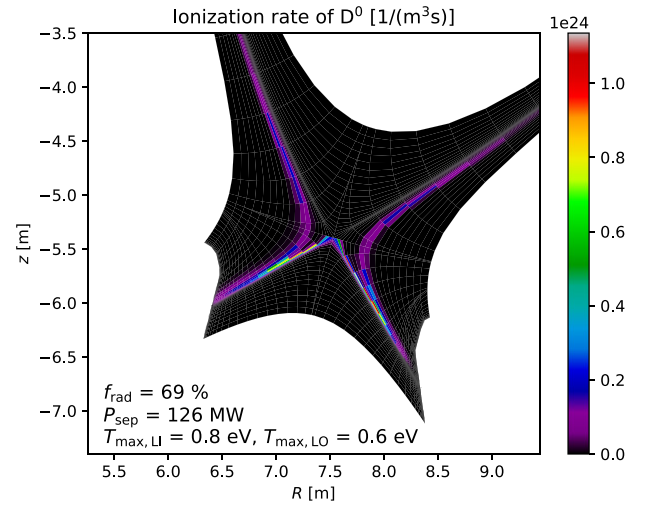 Ionization rate of D⁰ [1/(m³s)]
1e24
−3.5
−4.0
−4.5
−5.0
−5.5
−6.0
−6.5
−7.0
z [m]
f_rad = 69 %
P_sep = 126 MW
T_max, LI = 0.8 eV, T_max, LO = 0.6 eV
5.5 6.0 6.5 7.0 7.5 8.0 8.5 9.0
R [m]
1.0
0.8
0.6
0.4
0.2
0.0